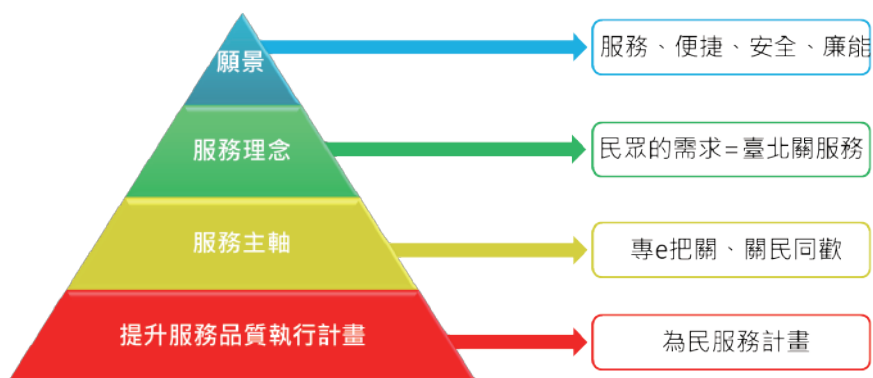 願景
服務、便捷、安全、廉能
服務理念
民眾的需求=臺北關服務
服務主軸
專e把關、關民同歡
提升服務品質執行計畫
為民服務計畫